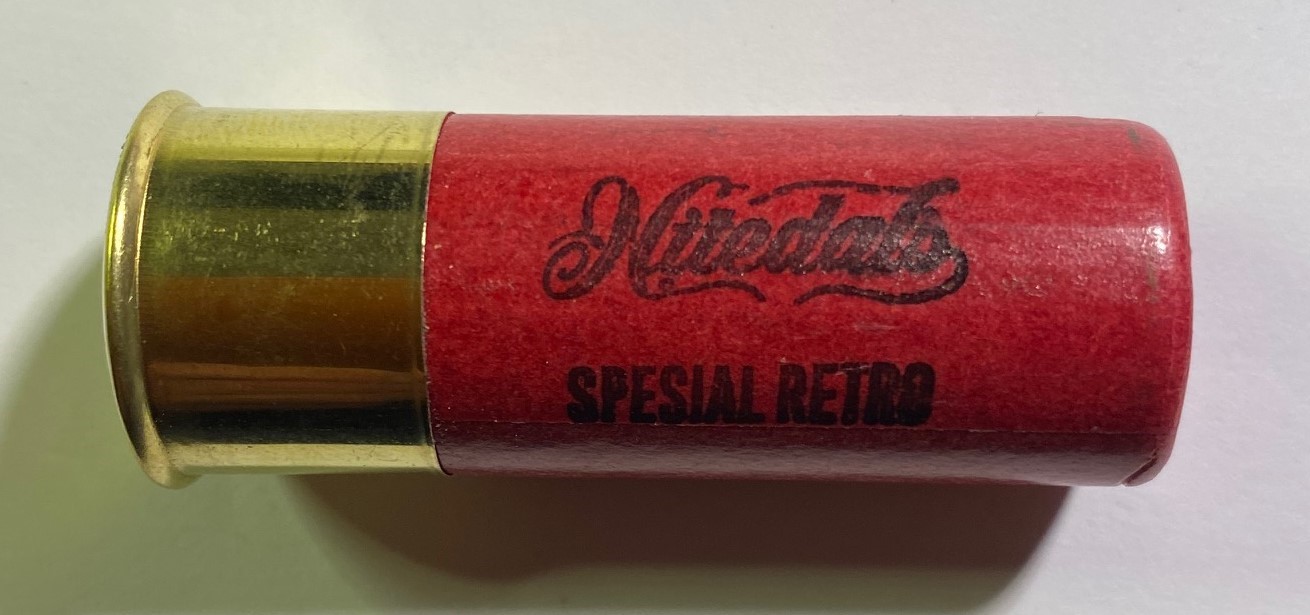 Nitedals
SPESIAL RETRO